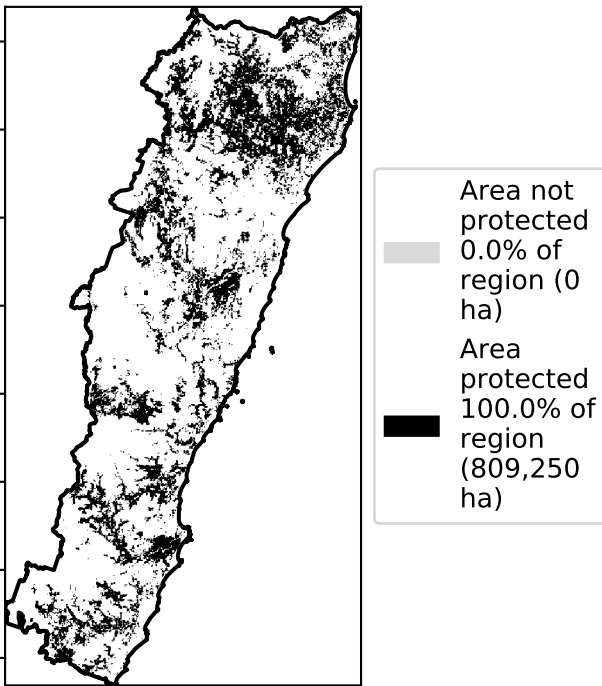 Area not
protected
0.0% of
region (0
ha)
Area
protected
100.0% of
region
(809,250
ha)